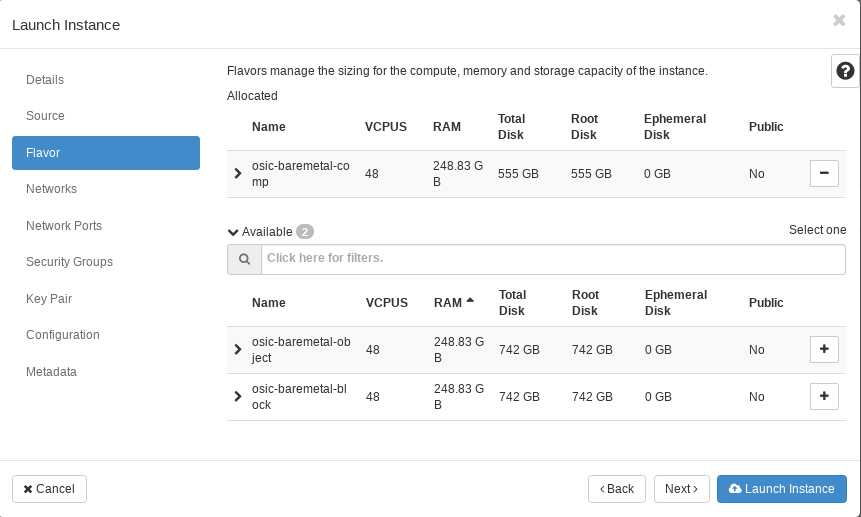 Launch Instance
Details
Source
Flavor
Networks
Network Ports
Security Groups
Key Pair
Configuration
Metadata
Flavors manage the sizing for the compute, memory and storage capacity of the instance.
Allocated
Name VCPUS RAM Total Disk Root Disk Ephemeral Disk Public
osic-baremetal-comp 48 248.83 GB 555 GB 555 GB 0 GB No
Available 2 Select one
Click here for filters.
Name VCPUS RAM Total Disk Root Disk Ephemeral Disk Public
osic-baremetal-object 48 248.83 GB 742 GB 742 GB 0 GB No
osic-baremetal-block 48 248.83 GB 742 GB 742 GB 0 GB No
Cancel
Back Next Launch Instance